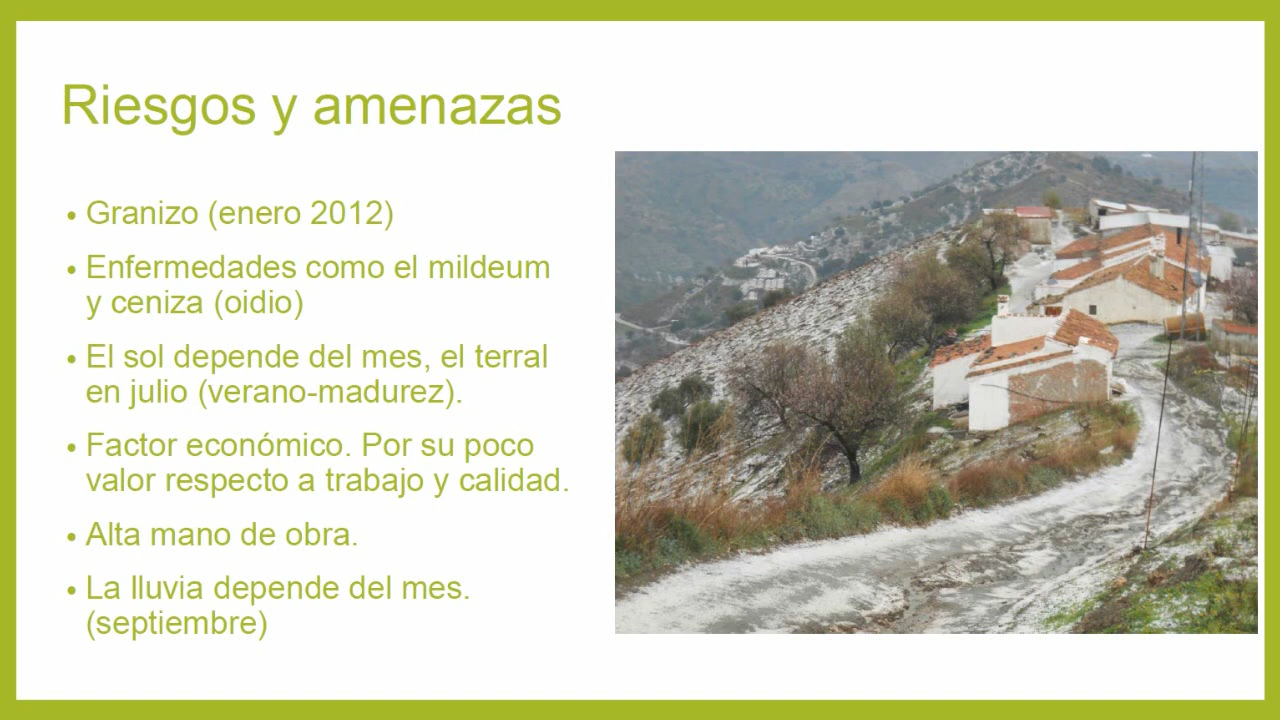 Riesgos y amenazas
• Granizo (enero 2012)
• Enfermedades como el mildeum
y ceniza (oidio)
• El sol depende del mes, el terral
en julio (verano-madurez).
• Factor económico. Por su poco
valor respecto a trabajo y calidad.
• Alta mano de obra.
• La lluvia depende del mes.
(septiembre)